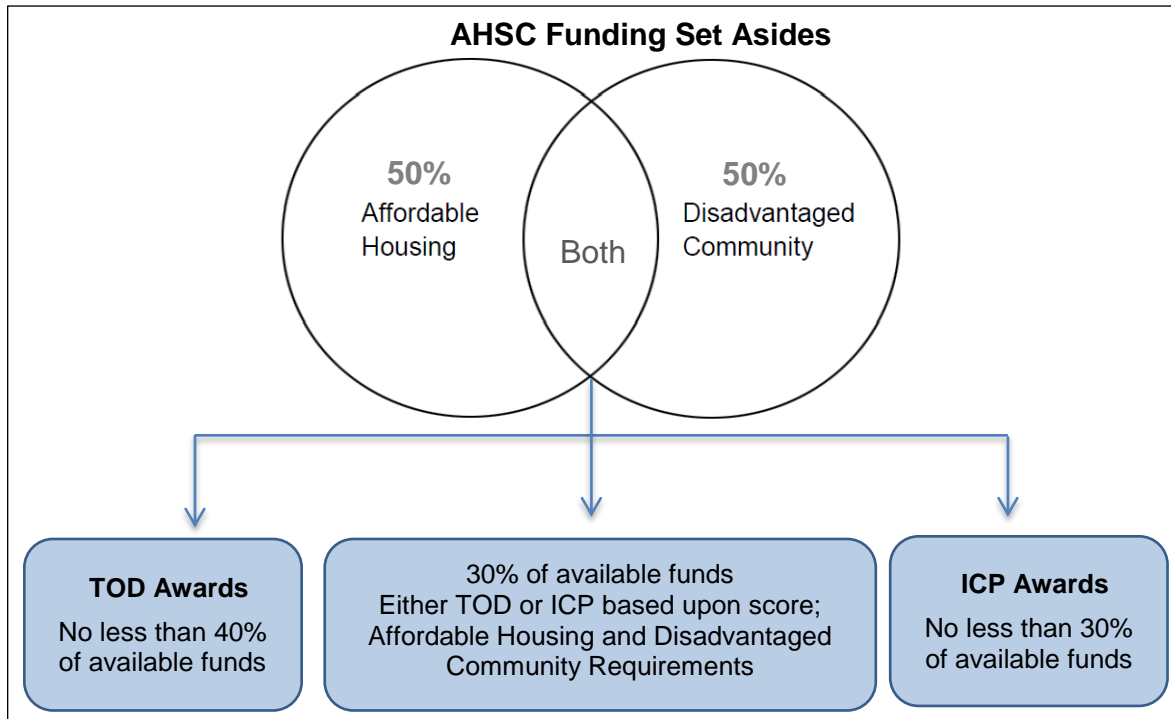 AHSC Funding Set Asides
50%
Affordable
Housing
Both
50%
Disadvantaged
Community
TOD Awards
No less than 40%
of available funds
30% of available funds
Either TOD or ICP based upon score;
Affordable Housing and Disadvantaged
Community Requirements
ICP Awards
No less than 30%
of available funds